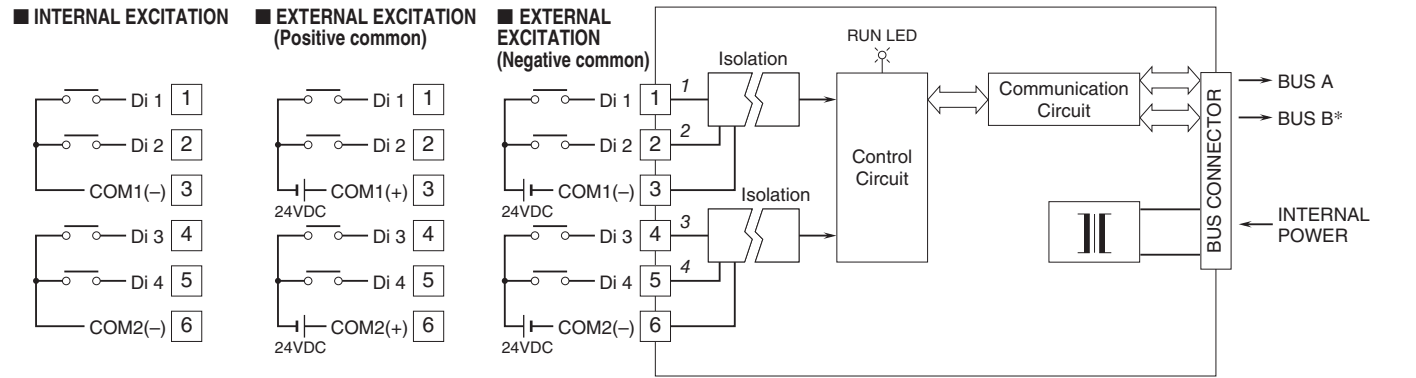 ■ INTERNAL EXCITATION
Di 1 1
Di 2 2
COM1(–) 3
Di 3 4
Di 4 5
COM2(–) 6
■ EXTERNAL EXCITATION
(Positive common)
Di 1 1
Di 2 2
COM1(+) 3
24VDC
Di 3 4
Di 4 5
COM2(+) 6
24VDC
■ EXTERNAL
EXCITATION
(Negative common)
Di 1 1
Di 2 2
COM1(–) 3
24VDC
Di 3 4
Di 4 5
COM2(–) 6
24VDC
1
2
3
4
Isolation
Isolation
RUN LED
Control
Circuit
Communication
Circuit
BUS CONNECTOR
BUS A
BUS B*
INTERNAL
POWER